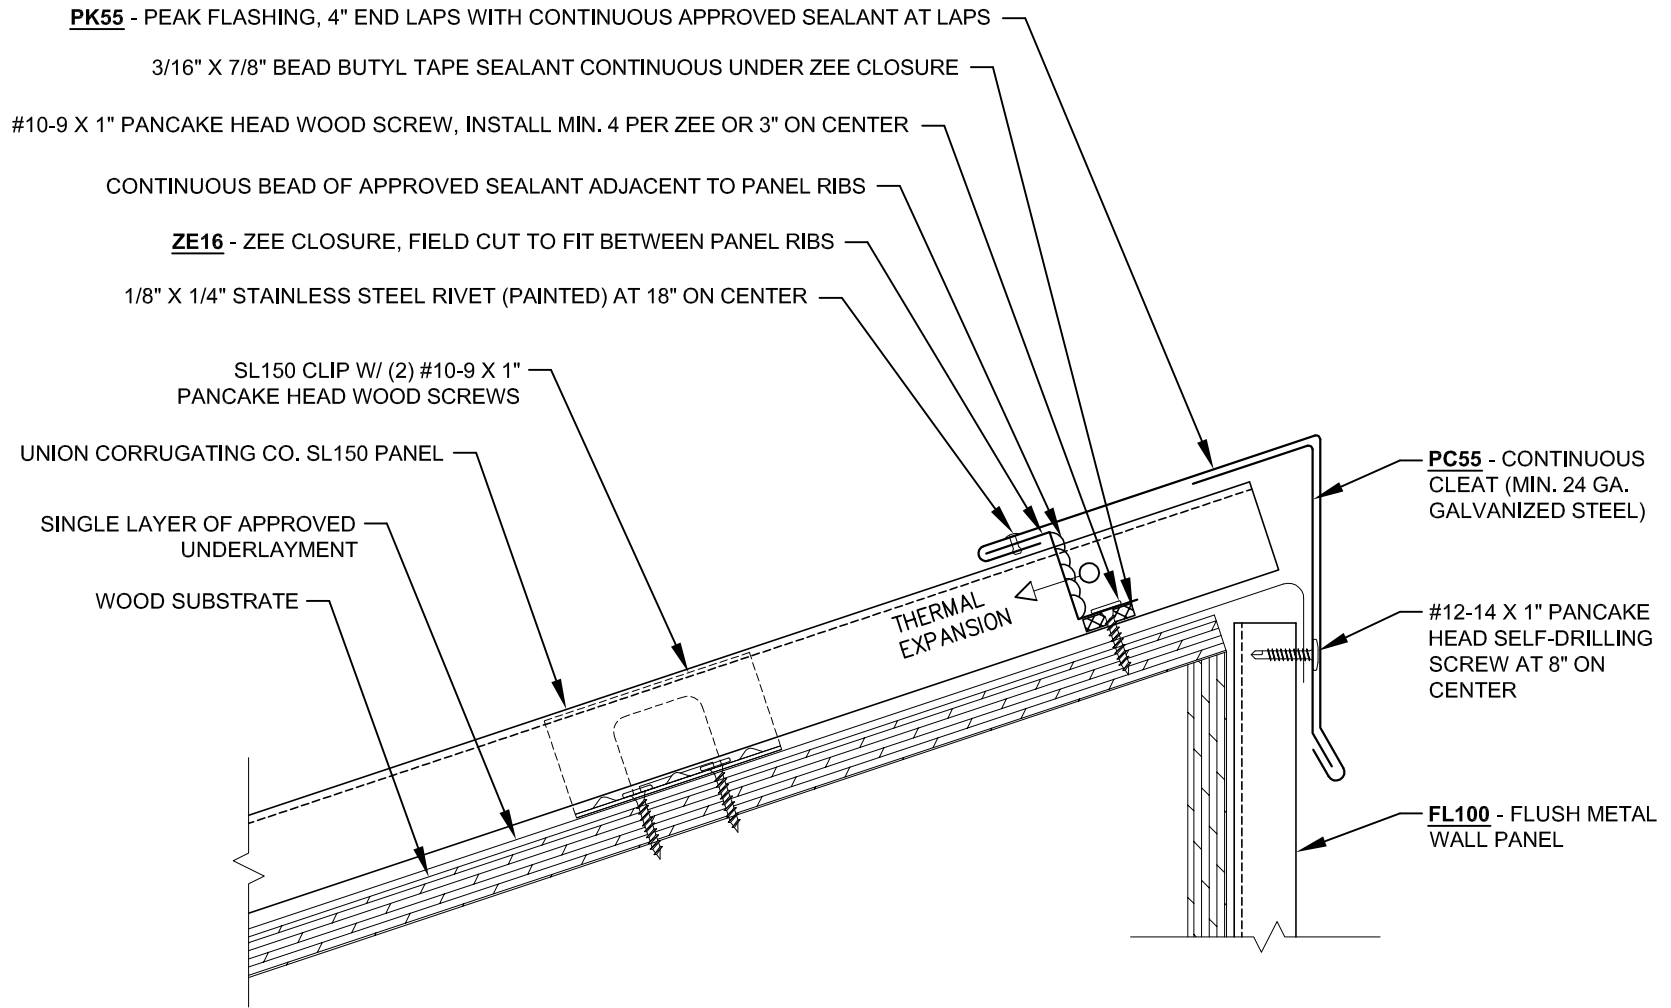 PK55 - PEAK FLASHING, 4" END LAPS WITH CONTINUOUS APPROVED SEALANT AT LAPS
3/16" X 7/8" BEAD BUTYL TAPE SEALANT CONTINUOUS UNDER ZEE CLOSURE
#10-9 X 1" PANCAKE HEAD WOOD SCREW, INSTALL MIN. 4 PER ZEE OR 3" ON CENTER
CONTINUOUS BEAD OF APPROVED SEALANT ADJACENT TO PANEL RIBS
ZE16 - ZEE CLOSURE, FIELD CUT TO FIT BETWEEN PANEL RIBS
1/8" X 1/4" STAINLESS STEEL RIVET (PAINTED) AT 18" ON CENTER
SL150 CLIP W/ (2) #10-9 X 1"
PANCAKE HEAD WOOD SCREWS
UNION CORRUGATING CO. SL150 PANEL
SINGLE LAYER OF APPROVED
UNDERLAYMENT
WOOD SUBSTRATE
THERMAL
EXPANSION
PC55 - CONTINUOUS
CLEAT (MIN. 24 GA.
GALVANIZED STEEL)
#12-14 X 1" PANCAKE
HEAD SELF-DRILLING
SCREW AT 8" ON
CENTER
FL100 - FLUSH METAL
WALL PANEL